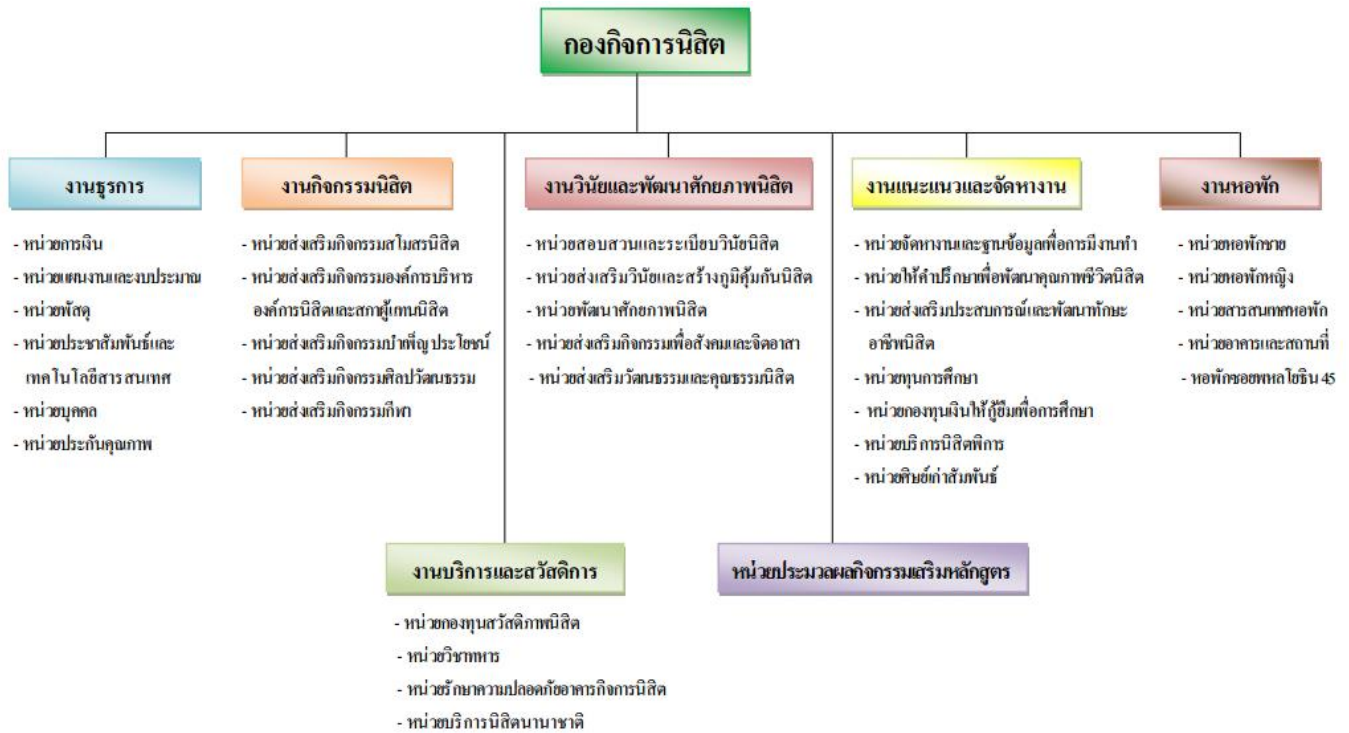 กองกิจการนิสิต
งานธุรการ
- หน่วยการเงิน
- หน่วยแผนงานและงบประมาณ
- หน่วยพัสดุ
- หน่วยประชาสัมพันธ์และ
เทคโนโลยีสารสนเทศ
- หน่วยบุคคล
- หน่วยประกันคุณภาพ
งานกิจกรรมนิสิต
- หน่วยส่งเสริมกิจกรรมสโมสรนิสิต
- หน่วยส่งเสริมกิจกรรมองค์การบริหาร
องค์การนิสิตและสภาผู้แทนนิสิต
- หน่วยส่งเสริมกิจกรรมบำเพ็ญประโยชน์
- หน่วยส่งเสริมกิจกรรมศิลปวัฒนธรรม
- หน่วยส่งเสริมกิจกรรมกีฬา
งานวินัยและพัฒนาศักยภาพนิสิต
- หน่วยสอบสวนและระเบียบวินัยนิสิต
- หน่วยส่งเสริมวินัยและสร้างภูมิคุ้มกันนิสิต
- หน่วยพัฒนาศักยภาพนิสิต
- หน่วยส่งเสริมกิจกรรมเพื่อสังคมและจิตอาสา
- หน่วยส่งเสริมวัฒนธรรมและคุณธรรมนิสิต
งานแนะแนวและจัดหางาน
- หน่วยจัดหางานและฐานข้อมูลเพื่อการมีงานทำ
- หน่วยให้คำปรึกษาเพื่อพัฒนาคุณภาพชีวิตนิสิต
- หน่วยส่งเสริมประสบการณ์และพัฒนาทักษะ
อาชีพนิสิต
- หน่วยทุนการศึกษา
- หน่วยกองทุนเงินให้กู้ยืมเพื่อการศึกษา
- หน่วยบริการนิสิตพิการ
- หน่วยศิษย์เก่าสัมพันธ์
งานหอพัก
- หน่วยหอพักชาย
- หน่วยหอพักหญิง
- หน่วยสารสนเทศหอพัก
- หน่วยอาคารและสถานที่
- หอพักซอยพหลโยธิน 45
งานบริการและสวัสดิการ
- หน่วยกองทุนสวัสดิภาพนิสิต
- หน่วยวิชาทหาร
- หน่วยรักษาความปลอดภัยอาคารกิจการนิสิต
- หน่วยบริการนิสิตนานาชาติ
หน่วยประมวลผลกิจกรรมเสริมหลักสูตร